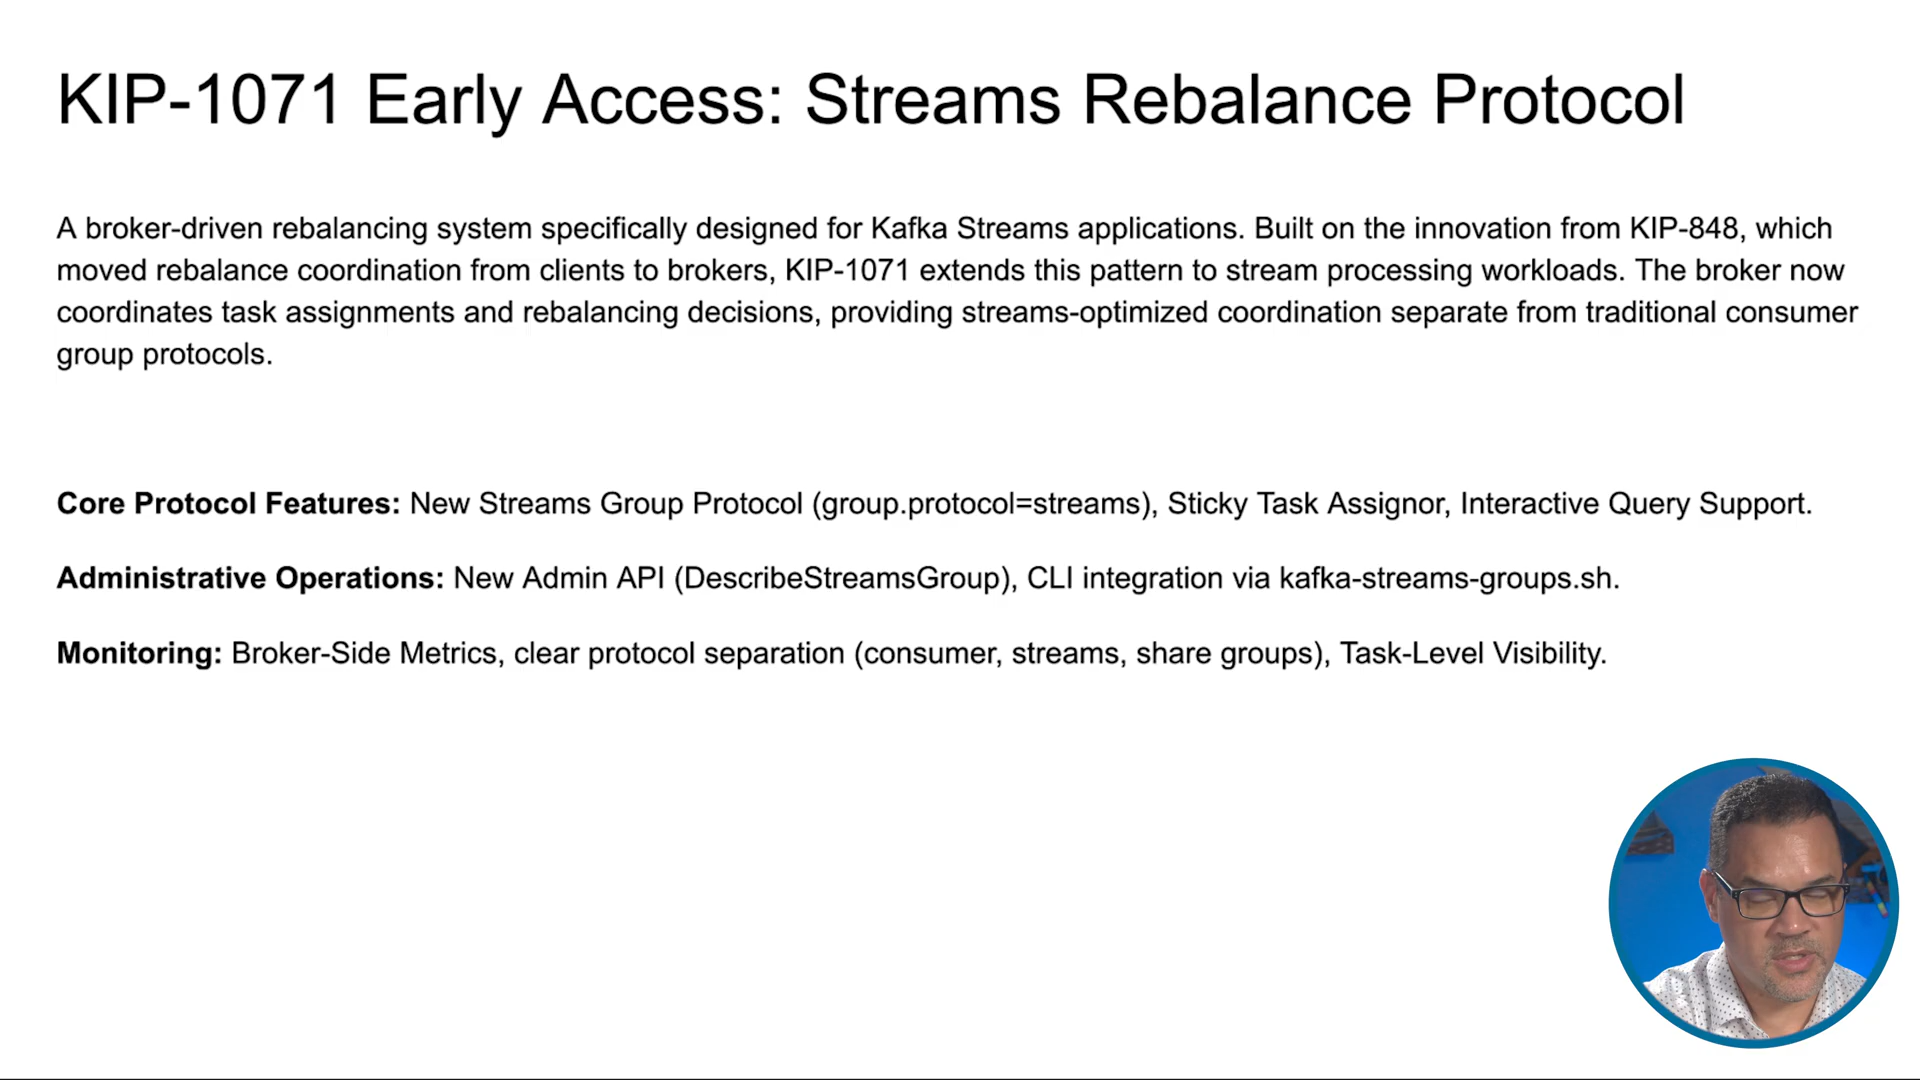 KIP-1071 Early Access: Streams Rebalance Protocol
A broker-driven rebalancing system specifically designed for Kafka Streams applications. Built on the innovation from KIP-848, which
moved rebalance coordination from clients to brokers, KIP-1071 extends this pattern to stream processing workloads. The broker now
coordinates task assignments and rebalancing decisions, providing streams-optimized coordination separate from traditional consumer
group protocols.
Core Protocol Features: New Streams Group Protocol (group.protocol=streams), Sticky Task Assignor, Interactive Query Support.
Administrative Operations: New Admin API (DescribeStreamsGroup), CLI integration via kafka-streams-groups.sh.
Monitoring: Broker-Side Metrics, clear protocol separation (consumer, streams, share groups), Task-Level Visibility.